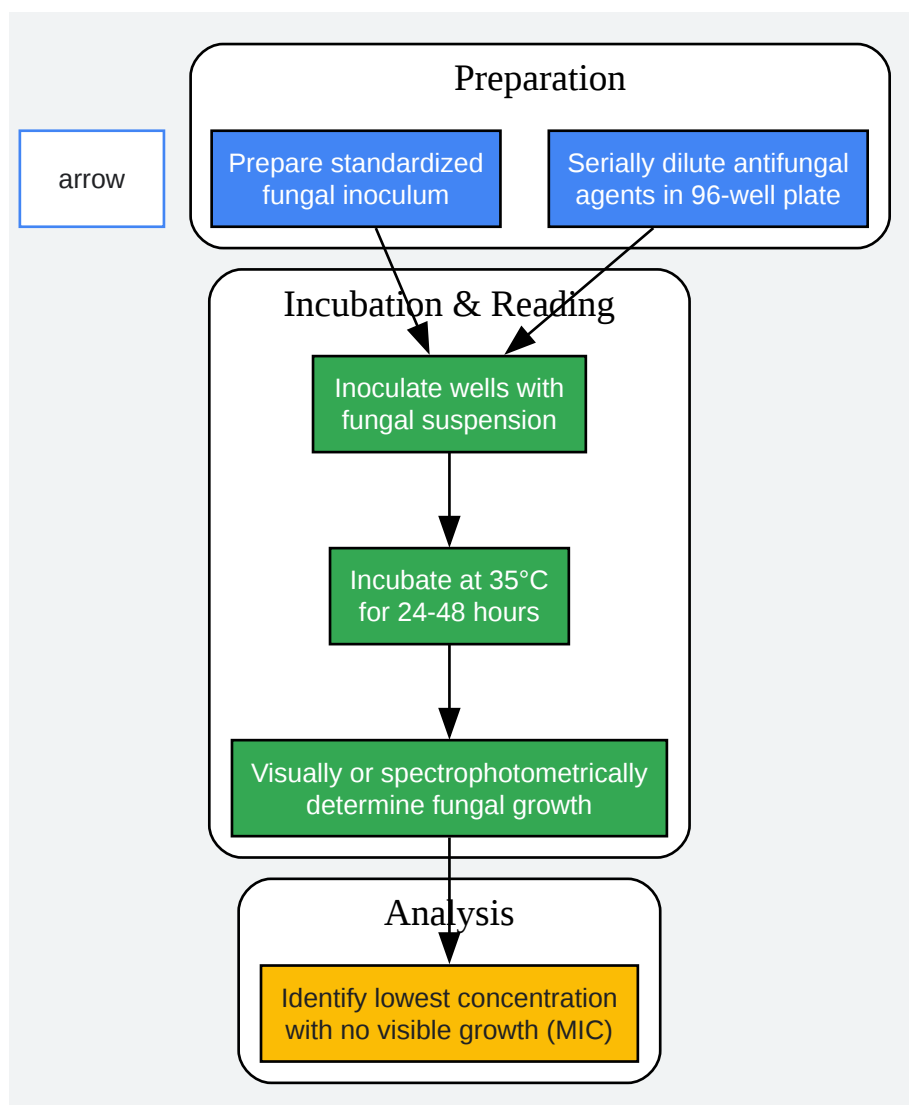 Preparation
arrow
Prepare standardized
fungal inoculum
Serially dilute antifungal
agents in 96-well plate
Incubation & Reading
Inoculate wells with
fungal suspension
Incubate at 35°C
for 24-48 hours
Visually or spectrophotometrically
determine fungal growth
Analysis
Identify lowest concentration
with no visible growth (MIC)